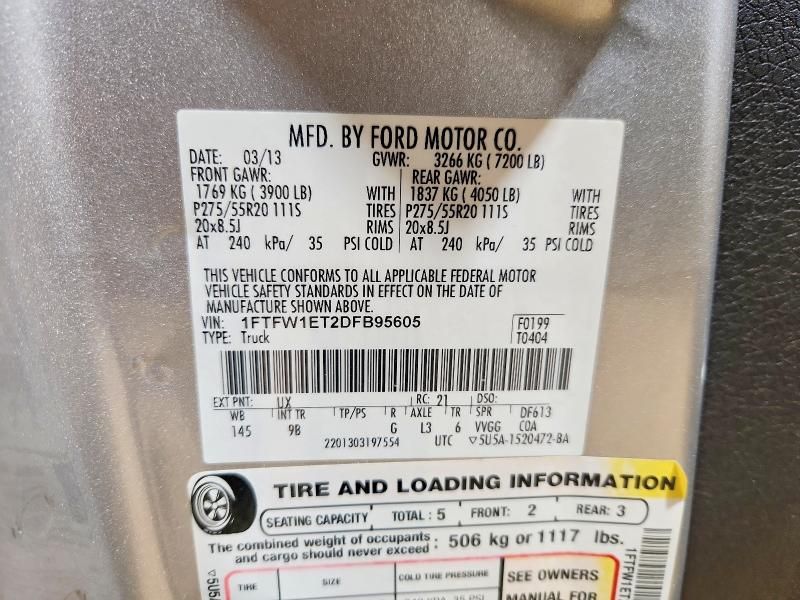 MFD. BY FORD MOTOR CO.
DATE: 03/13 GVWR: 3266 KG ( 7200 LB)
FRONT GAWR: REAR GAWR:
1769 KG ( 3900 LB) WITH 1837 KG ( 4050 LB) WITH
P275/55R20 111S TIRES P275/55R20 111S TIRES
20x8.5J RIMS 20x8.5J RIMS
AT 240 kPa/ 35 PSI COLD AT 240 kPa/ 35 PSI COLD
THIS VEHICLE CONFORMS TO ALL APPLICABLE FEDERAL MOTOR
VEHICLE SAFETY STANDARDS IN EFFECT ON THE DATE OF
MANUFACTURE SHOWN ABOVE.
VIN: 1FTFW1ET2DFB95605 F0199
TYPE: Truck T0404
EXT PNT: UX RC: 21 DSO:
WB INT TR TP/PS R AXLE TR SPR DF613
145 9B G L3 6 VVGG COA
2201303197554 UTC ▽5U5A-1520472-BA
TIRE AND LOADING INFORMATION
SEATING CAPACITY TOTAL : 5 FRONT: 2 REAR: 3
The combined weight of occupants and cargo should never exceed : 506 kg or 1117 lbs.
TIRE SIZE COLD TIRE PRESSURE SEE OWNERS
MANUAL FOR
▽5U5A
1FTFW1ET